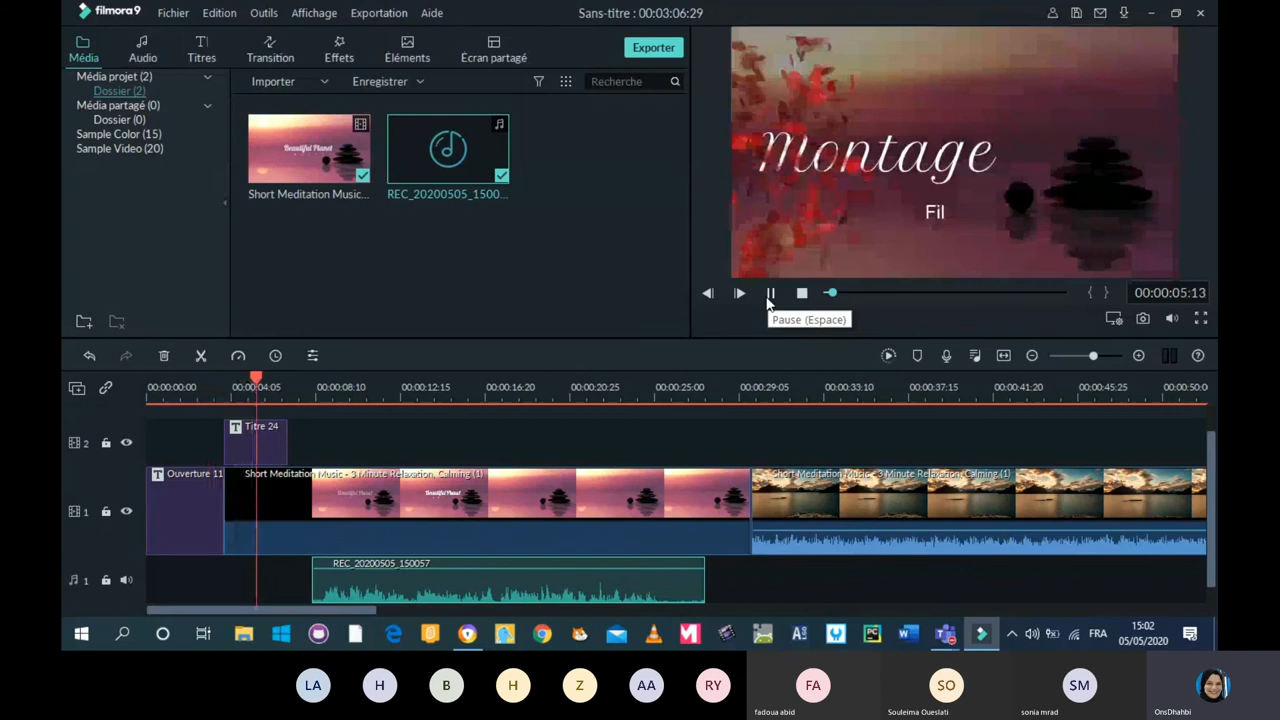 filmora9 Fichier Edition Outils Affichage Exportation Aide Sans-titre : 00:03:06:29
Média Audio Titres Transition Effets Éléments Écran partagé Exporter
Média projet (2)
Dossier (2)
Média partagé (0)
Dossier (0)
Sample Color (15)
Sample Video (20)
Importer Enregistrer Recherche
Beautiful Planet
Short Meditation Music...
REC_20200505_1500...
Montage
Fil
00:00:05:13
Pause (Espace)
00:00:00:00 00:00:04:05 00:00:08:10 00:00:12:15 00:00:16:20 00:00:20:25 00:00:25:00 00:00:29:05 00:00:33:10 00:00:37:15 00:00:41:20 00:00:45:25 00:00:50:0
2 T Titre 24
T Ouverture 11 Short Meditation Music - 3 Minute Relaxation, Calming (1) Short Meditation Music - 3 Minute Relaxation, Calming (1)
1
REC_20200505_150057
1
FRA 15:02
05/05/2020
LA H B H Z AA RY FA SO SM
fadoua abid Souleima Oueslati sonia mrad OnsDhahbi